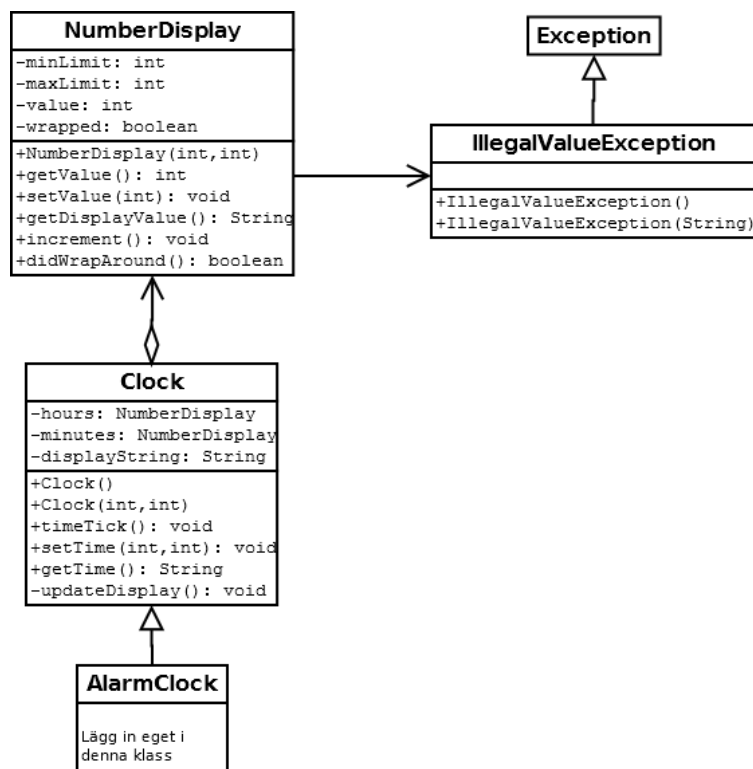 NumberDisplay
-minLimit: int
-maxLimit: int
-value: int
-wrapped: boolean
+NumberDisplay(int,int)
+getValue(): int
+setValue(int): void
+getDisplayValue(): String
+increment(): void
+didWrapAround(): boolean
Exception
IllegalValueException
+IllegalValueException()
+IllegalValueException(String)
Clock
-hours: NumberDisplay
-minutes: NumberDisplay
-displayString: String
+Clock()
+Clock(int,int)
+timeTick(): void
+setTime(int,int): void
+getTime(): String
-updateDisplay(): void
AlarmClock
Lägg in eget i
denna klass